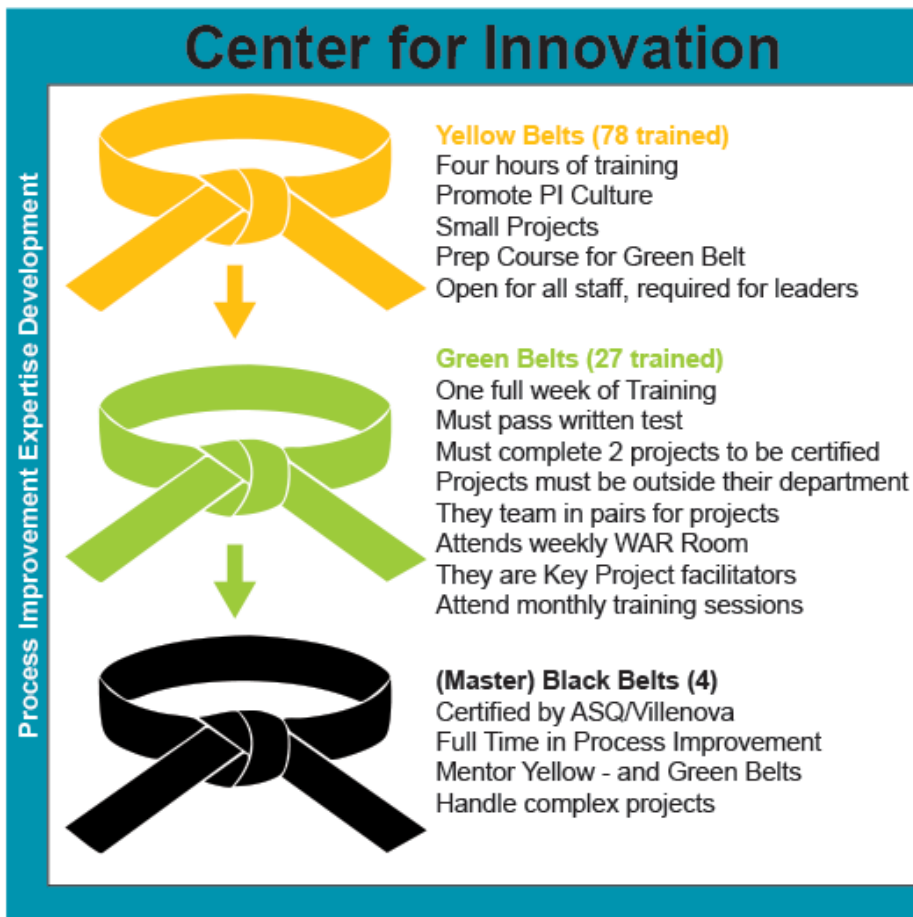 Center for Innovation
Process Improvement Expertise Development
Yellow Belts (78 trained)
Four hours of training
Promote PI Culture
Small Projects
Prep Course for Green Belt
Open for all staff, required for leaders
Green Belts (27 trained)
One full week of Training
Must pass written test
Must complete 2 projects to be certified
Projects must be outside their department
They team in pairs for projects
Attends weekly WAR Room
They are Key Project facilitators
Attend monthly training sessions
(Master) Black Belts (4)
Certified by ASQ/Villenova
Full Time in Process Improvement
Mentor Yellow - and Green Belts
Handle complex projects